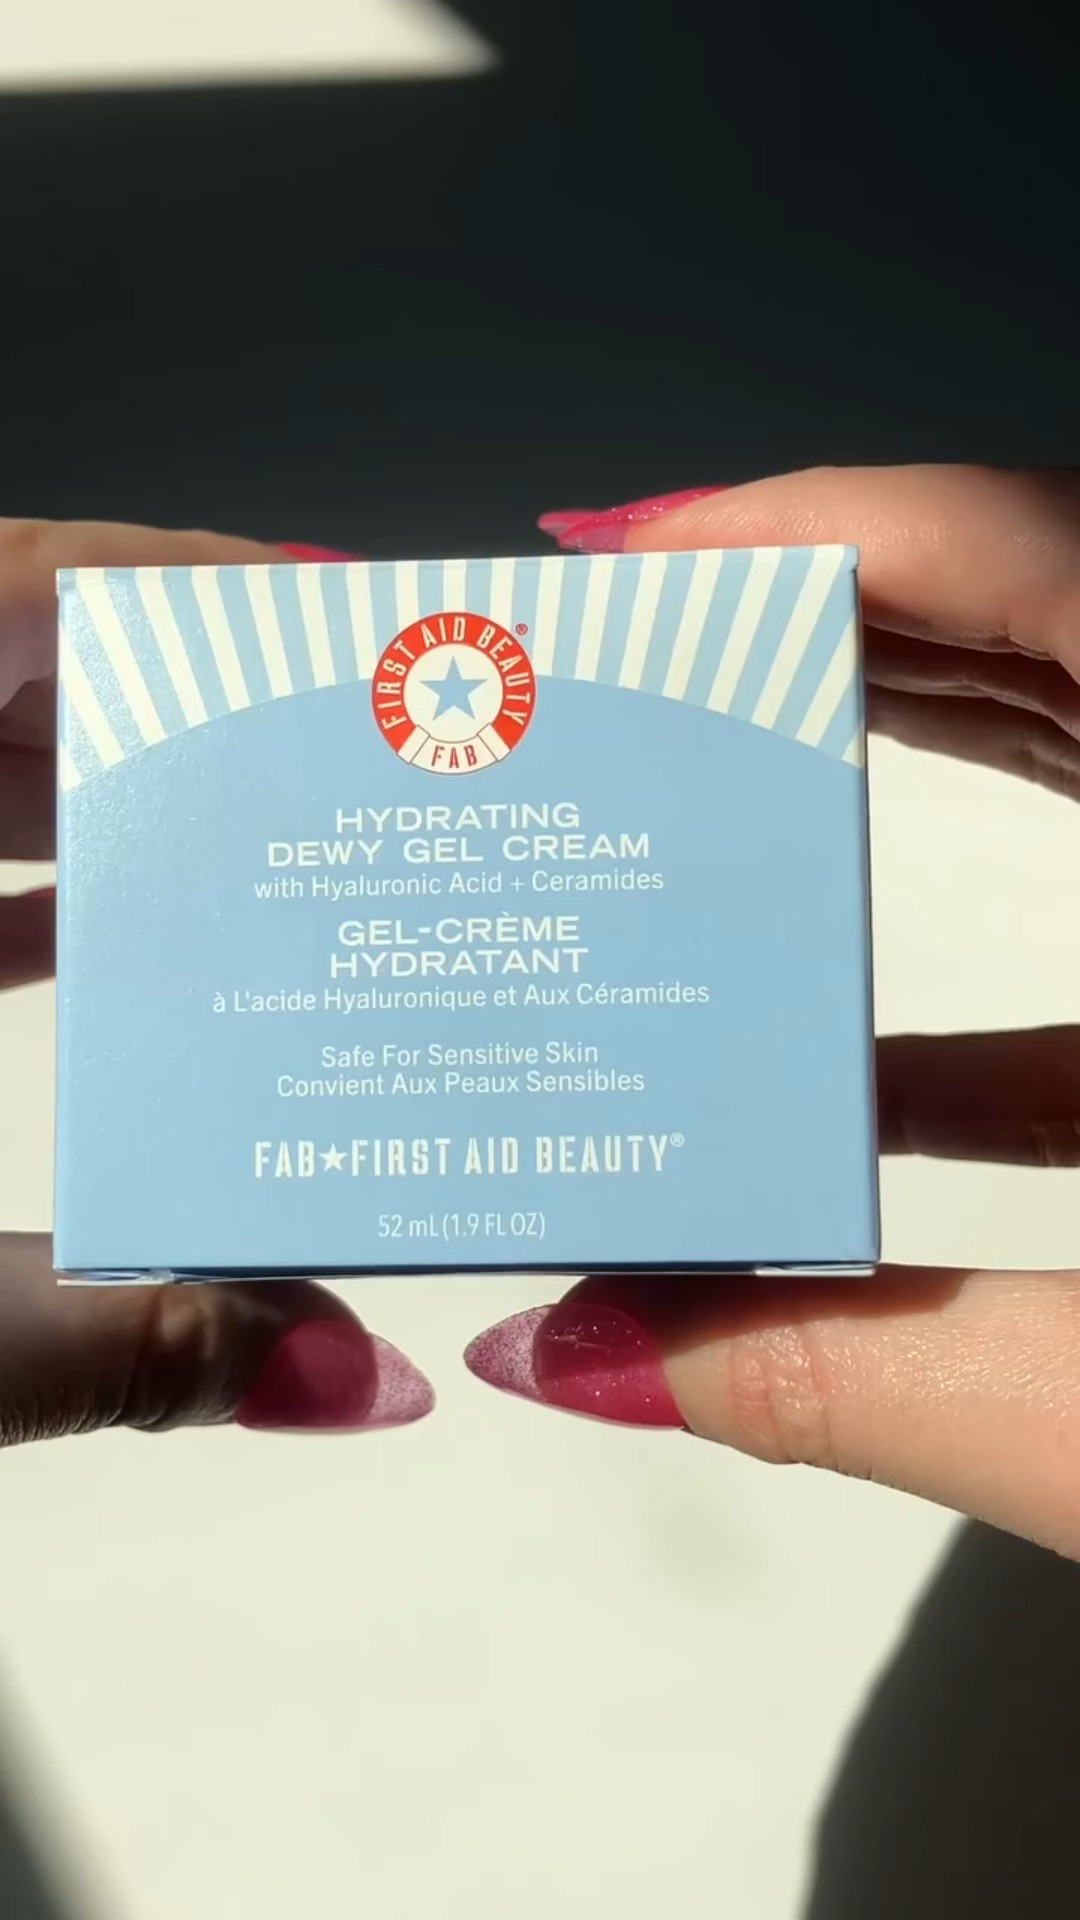 FIRST AID BEAUTY®
FAB
HYDRATING
DEWY GEL CREAM
with Hyaluronic Acid + Ceramides
GEL-CRÈME
HYDRATANT
à L'acide Hyaluronique et Aux Céramides
Safe For Sensitive Skin
Convient Aux Peaux Sensibles
FAB★FIRST AID BEAUTY®
52 mL (1.9 FL OZ)